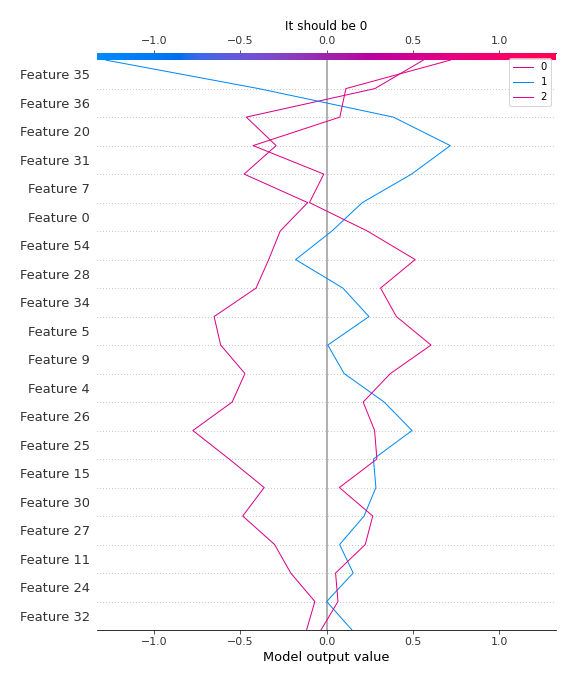 It should be 0
−1.0 −0.5 0.0 0.5 1.0
0
1
2
Feature 35
Feature 36
Feature 20
Feature 31
Feature 7
Feature 0
Feature 54
Feature 28
Feature 34
Feature 5
Feature 9
Feature 4
Feature 26
Feature 25
Feature 15
Feature 30
Feature 27
Feature 11
Feature 24
Feature 32
−1.0 −0.5 0.0 0.5 1.0
Model output value